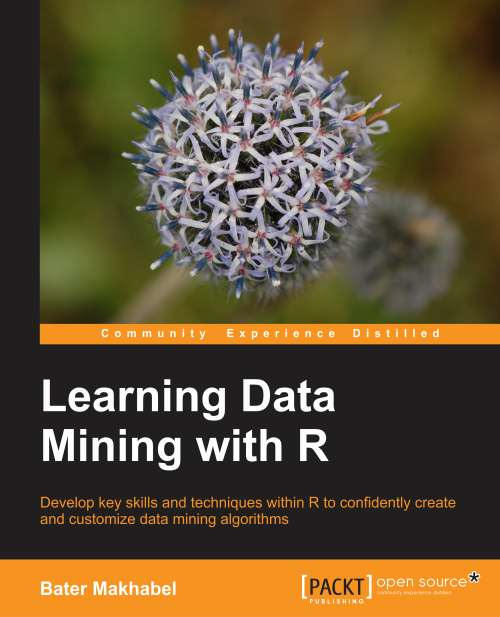 Community Experience Distilled
Learning Data
Mining with R
Develop key skills and techniques within R to confidently create
and customize data mining algorithms
Bater Makhabel
[PACKT] open source*
PUBLISHING community experience distilled